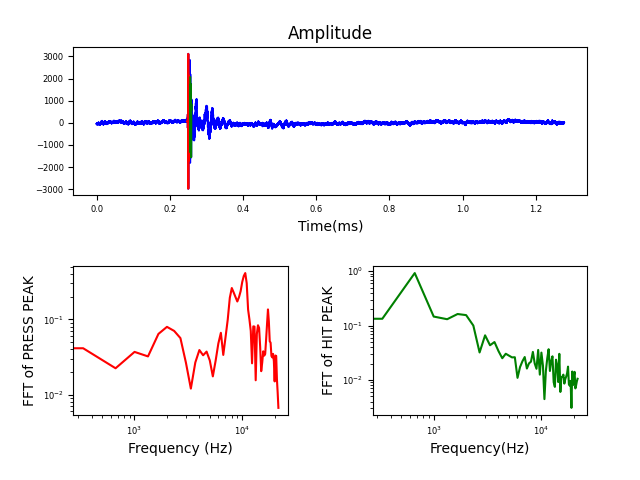 Amplitude
3000
2000
1000
0
−1000
−2000
−3000
0.0 0.2 0.4 0.6 0.8 1.0 1.2
Time(ms)
FFT of PRESS PEAK
10⁻¹
10⁻²
10³ 10⁴
Frequency (Hz)
FFT of HIT PEAK
10⁰
10⁻¹
10⁻²
10³ 10⁴
Frequency(Hz)